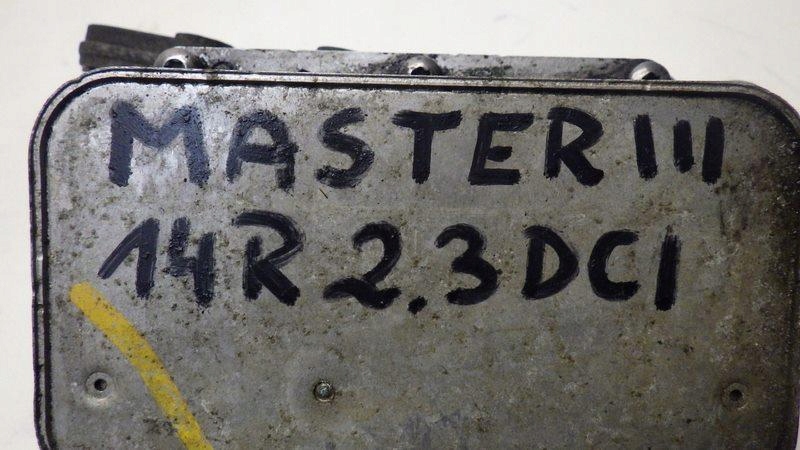 MASTER III
14R 2.3DCI